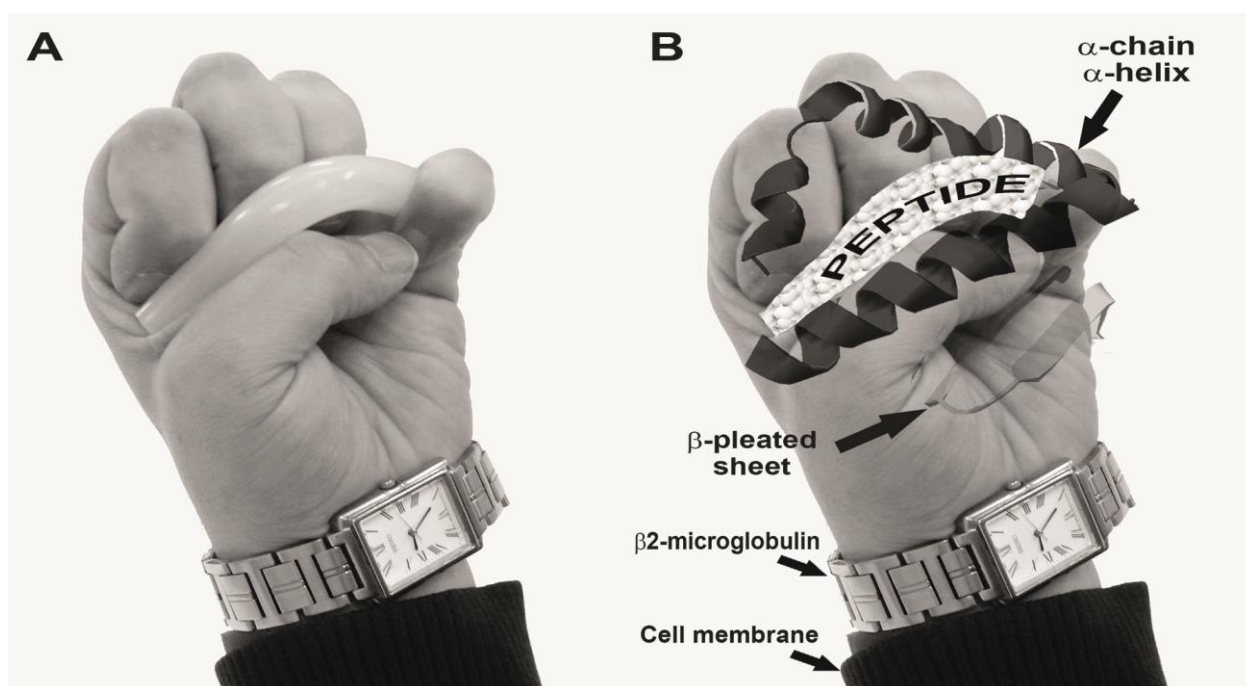 A
B
α-chain
α-helix
PEPTIDE
β-pleated
sheet
β2-microglobulin
Cell membrane